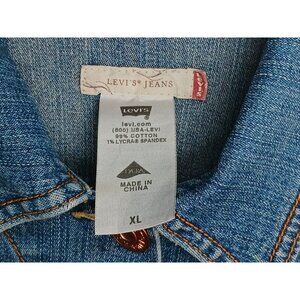 LEVI'S® JEANS
LEVI'S
levi.com
(800) USA-LEVI
99% COTTON
1% LYCRA® SPANDEX
MADE IN
CHINA
XL